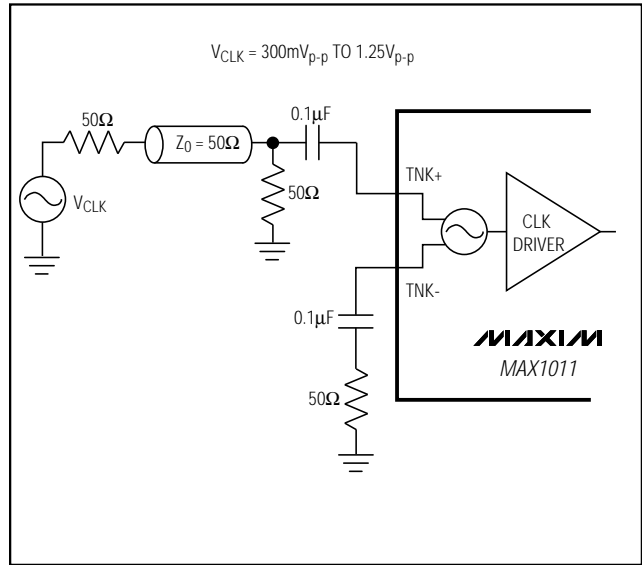 V_CLK = 300mV_p-p TO 1.25V_p-p
0.1µF
50Ω
Z_0 = 50Ω
TNK+
50Ω
V_CLK
CLK
DRIVER
TNK-
0.1µF
MAXIM
MAX1011
50Ω